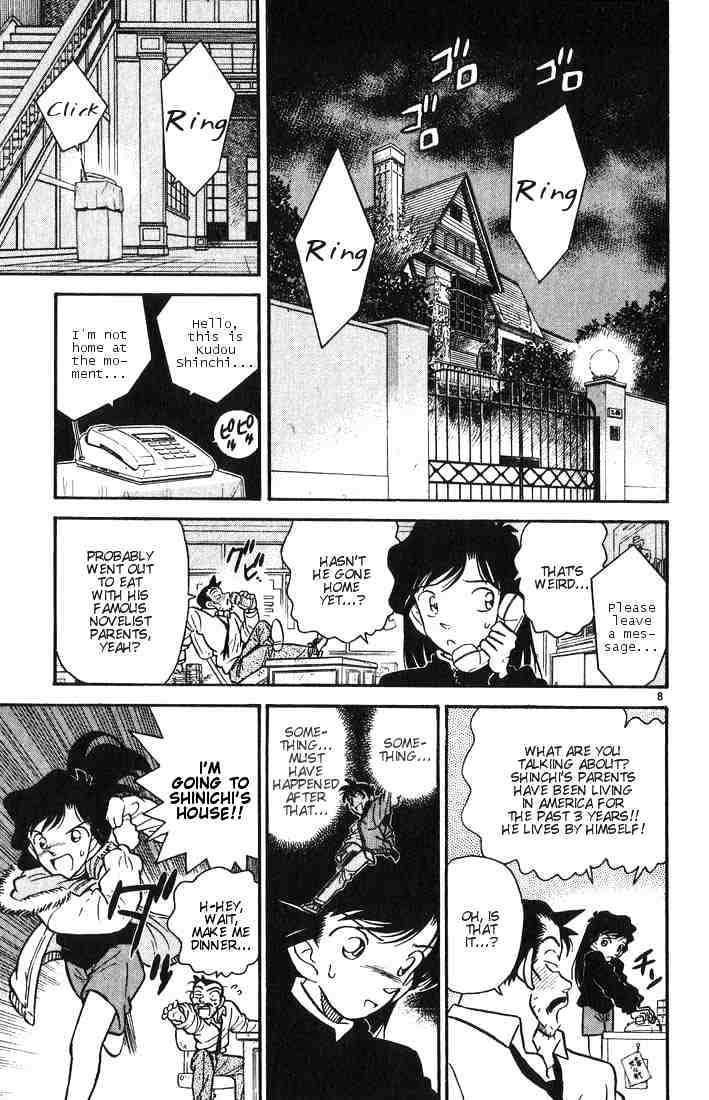 Ring
Ring
ゴロ
ゴロ
ゴロ
Ring
Click
Hello,
this is
Kudou
Shinchi...
I'm not
home at
the mo-
ment...
ピピッ
Please
leave
a mes-
sage...
THAT'S
WEIRD...
HASN'T
HE GONE
HOME
YET...?
グビ
PROBABLY
WENT OUT
TO EAT
WITH HIS
FAMOUS
NOVELIST
PARENTS,
YEAH?
8
WHAT ARE YOU
TALKING ABOUT?
SHINCHI'S PARENTS
HAVE BEEN LIVING
IN AMERICA FOR
THE PAST 3 YEARS!!
HE LIVES BY HIMSELF!
OH, IS
THAT
IT...?
チン
SOME-
THING...
SOME-
THING...
MUST
HAVE
HAPPENED
AFTER
THAT...
I'M
GOING TO
SHINICHI'S
HOUSE!!
H-HEY,
WAIT,
MAKE ME
DINNER...
ダッ